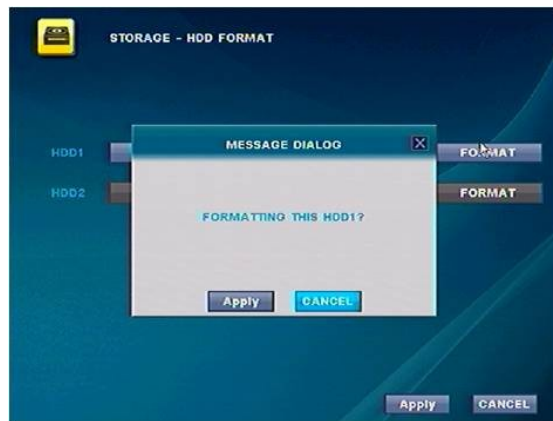 STORAGE - HDD FORMAT
MESSAGE DIALOG
HDD1 FORMAT
HDD2 FORMAT
FORMATTING THIS HDD1?
Apply CANCEL
Apply CANCEL